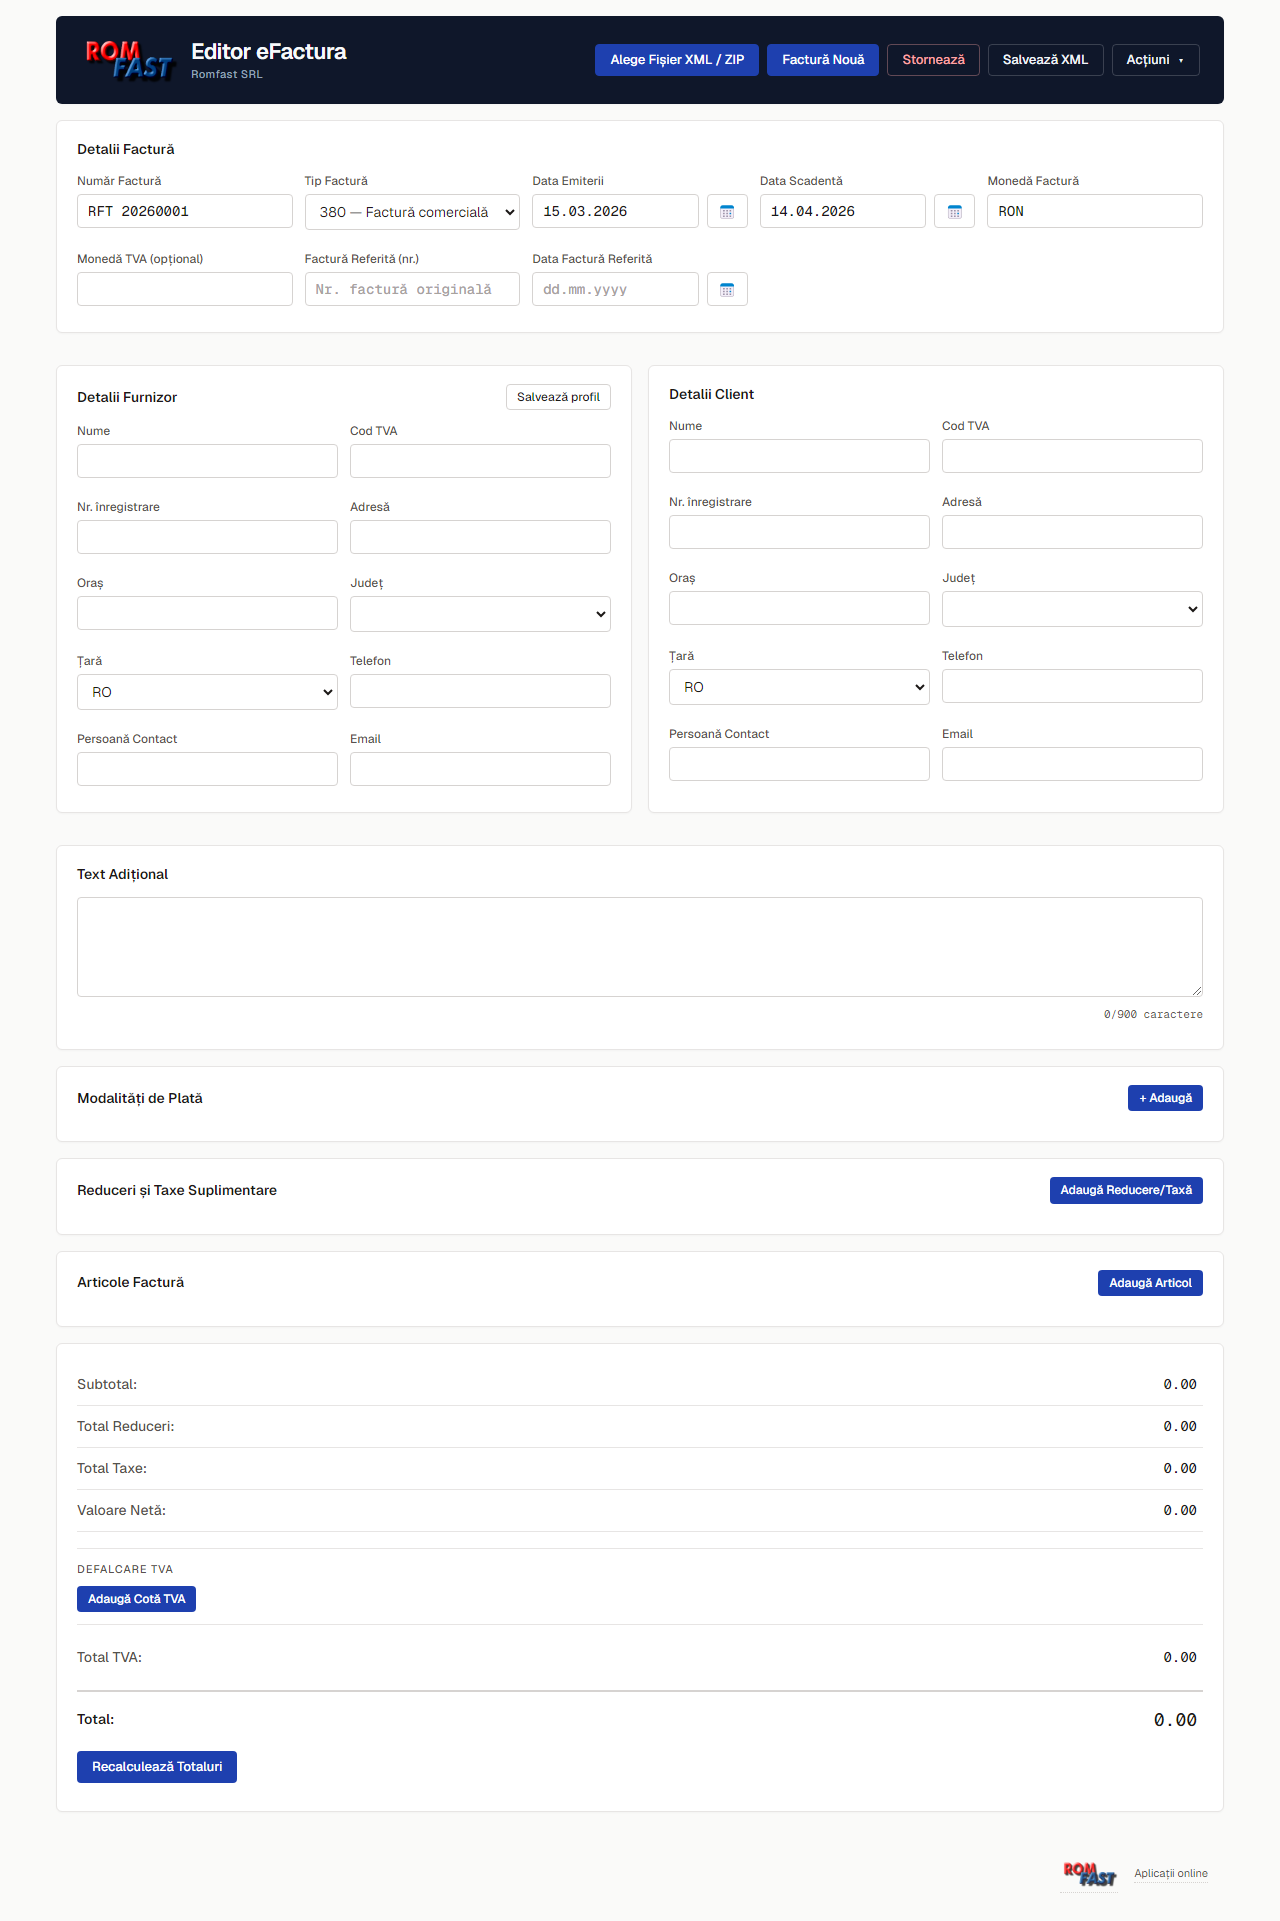 ROM FAST
Editor eFactura
Romfast SRL
Alege Fișier XML / ZIP
Factură Nouă
Stornează
Salvează XML
Acțiuni
Detalii Factură
Număr Factură Tip Factură Data Emiterii Data Scadentă Monedă Factură
RFT 20260001 380 — Factură comercială 15.03.2026 14.04.2026 RON
Monedă TVA (opțional) Factură Referită (nr.) Data Factură Referită
Nr. factură originală dd.mm.yyyy
Detalii Furnizor Salvează profil
Nume Cod TVA
Nr. înregistrare Adresă
Oraș Județ
Țară Telefon
RO
Persoană Contact Email
Detalii Client
Nume Cod TVA
Nr. înregistrare Adresă
Oraș Județ
Țară Telefon
RO
Persoană Contact Email
Text Adițional
0/900 caractere
Modalități de Plată + Adaugă
Reduceri și Taxe Suplimentare Adaugă Reducere/Taxă
Articole Factură Adaugă Articol
Subtotal: 0.00
Total Reduceri: 0.00
Total Taxe: 0.00
Valoare Netă: 0.00
DEFALCARE TVA
Adaugă Cotă TVA
Total TVA: 0.00
Total: 0.00
Recalculează Totaluri
ROM FAST Aplicații online